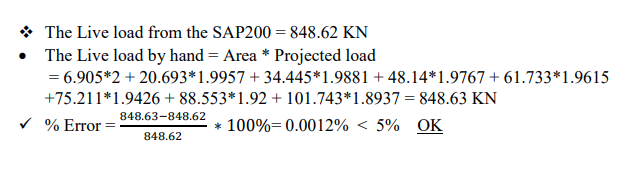 ❖ The Live load from the SAP200 = 848.62 KN
• The Live load by hand = Area * Projected load
= 6.905*2 + 20.693*1.9957 + 34.445*1.9881 + 48.14*1.9767 + 61.733*1.9615
+75.211*1.9426 + 88.553*1.92 + 101.743*1.8937 = 848.63 KN
✓ % Error = (848.63−848.62)/848.62 * 100%= 0.0012% < 5% OK